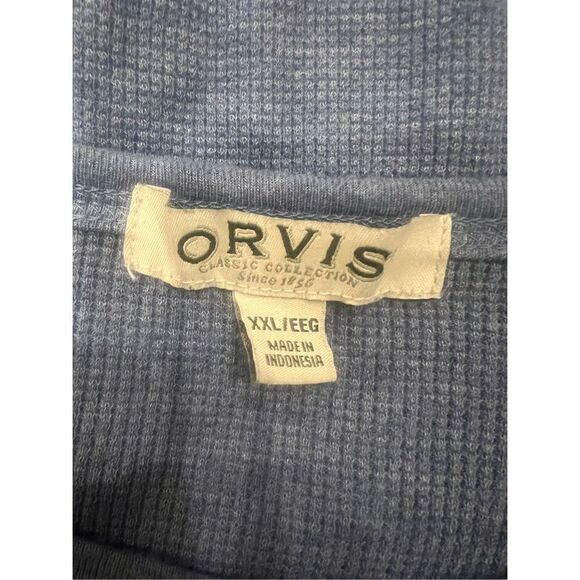 ORVIS
CLASSIC COLLECTION
Since 1856
XXL/EEG
MADE IN
INDONESIA